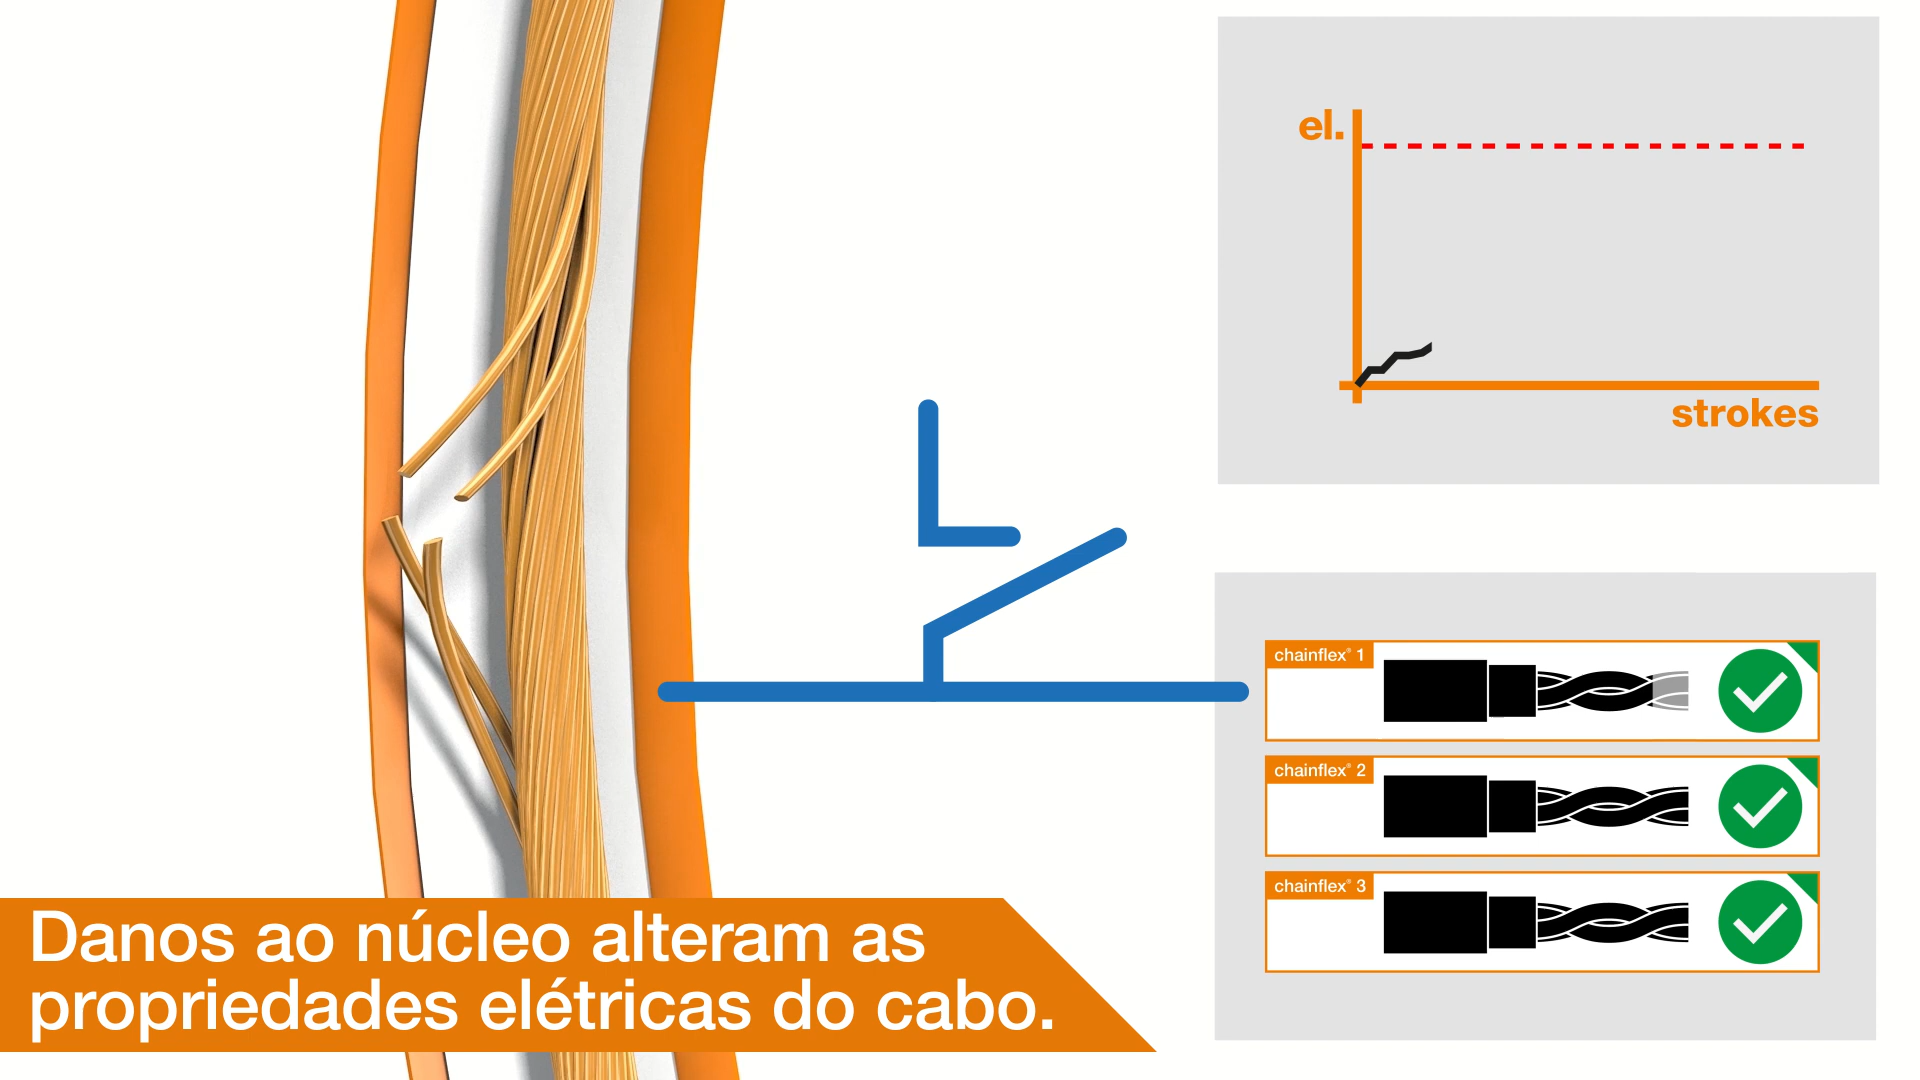 el.
strokes
chainflex® 1
chainflex® 2
chainflex® 3
Danos ao núcleo alteram as
propriedades elétricas do cabo.